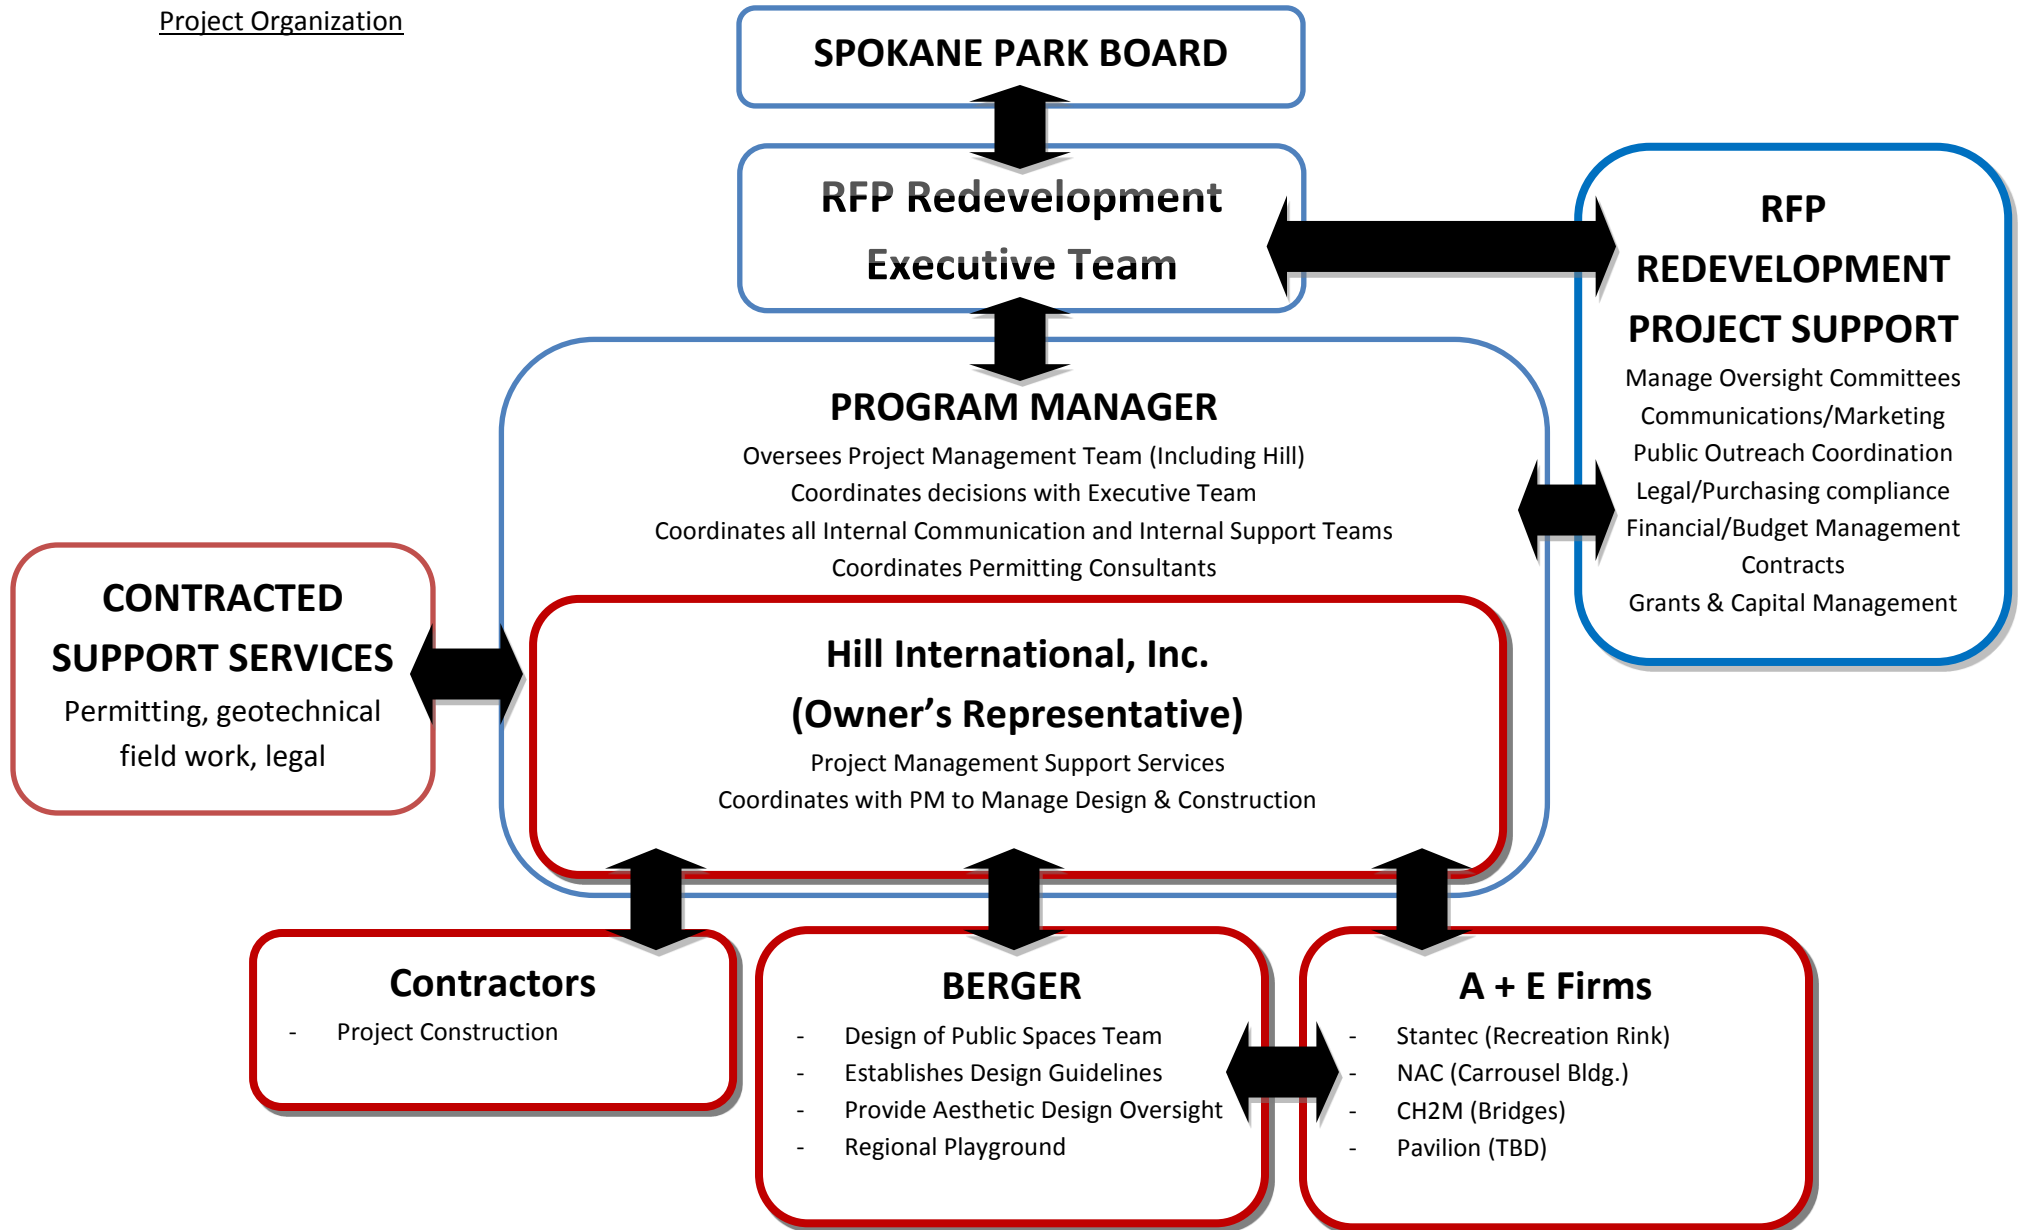 Project Organization
SPOKANE PARK BOARD
RFP Redevelopment
Executive Team
RFP
REDEVELOPMENT
PROJECT SUPPORT
Manage Oversight Committees
Communications/Marketing
Public Outreach Coordination
Legal/Purchasing compliance
Financial/Budget Management
Contracts
Grants & Capital Management
PROGRAM MANAGER
Oversees Project Management Team (Including Hill)
Coordinates decisions with Executive Team
Coordinates all Internal Communication and Internal Support Teams
Coordinates Permitting Consultants
CONTRACTED
SUPPORT SERVICES
Permitting, geotechnical
field work, legal
Hill International, Inc.
(Owner’s Representative)
Project Management Support Services
Coordinates with PM to Manage Design & Construction
Contractors
- Project Construction
BERGER
- Design of Public Spaces Team
- Establishes Design Guidelines
- Provide Aesthetic Design Oversight
- Regional Playground
A + E Firms
- Stantec (Recreation Rink)
- NAC (Carrousel Bldg.)
- CH2M (Bridges)
- Pavilion (TBD)